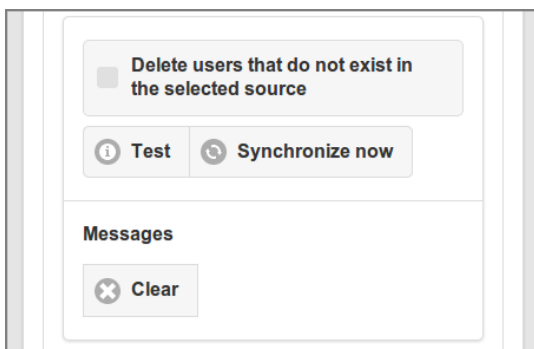 Delete users that do not exist in
the selected source
Test Synchronize now
Messages
Clear